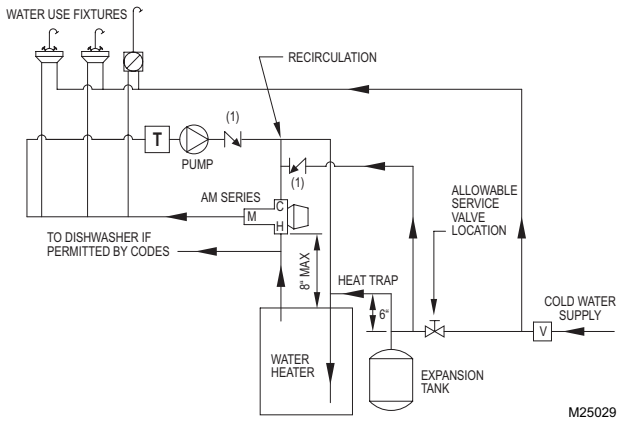 WATER USE FIXTURES
RECIRCULATION
(1)
T
PUMP
(1)
AM SERIES
C
M
H
ALLOWABLE
SERVICE
VALVE
LOCATION
TO DISHWASHER IF
PERMITTED BY CODES
8" MAX
HEAT TRAP
6"
COLD WATER
SUPPLY
V
WATER
HEATER
EXPANSION
TANK
M25029